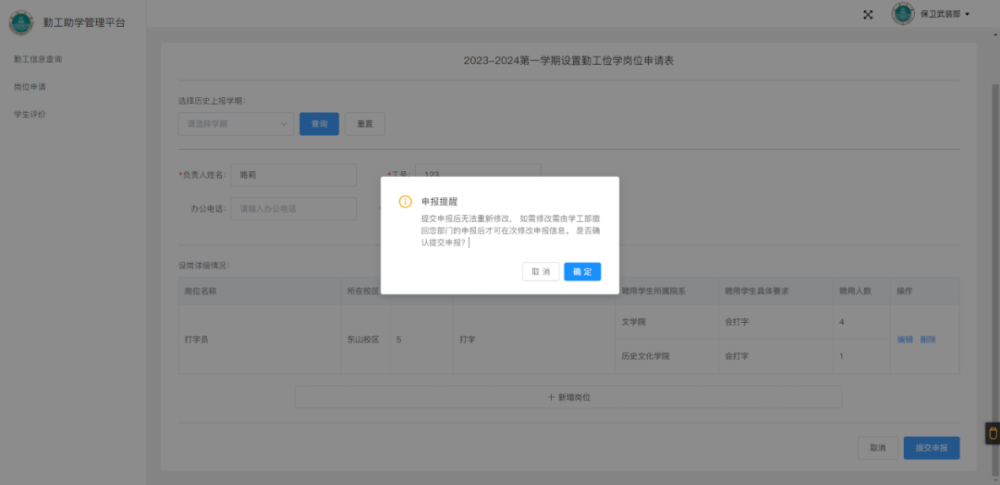 勤工助学管理平台
保卫武装部
勤工信息查询
岗位申请
学生评价
2023-2024第一学期设置勤工俭学岗位申请表
选择历史上报学期：
请选择学期
查询
重置
*负责人姓名：
路莉
*工号：
123
办公电话：
请输入办公电话
申报提醒
提交申报后无法重新修改， 如需修改需由学工部撤
回您部门的申报后才可在次修改申报信息。 是否确
认提交申报？
取 消
确 定
设岗详细情况：
岗位名称
所在校区
聘用学生所属院系
聘用学生具体要求
聘用人数
操作
打字员
东山校区
5
打字
文学院
会打字
4
历史文化学院
会打字
1
编辑 删除
+ 新增岗位
取消
提交申报